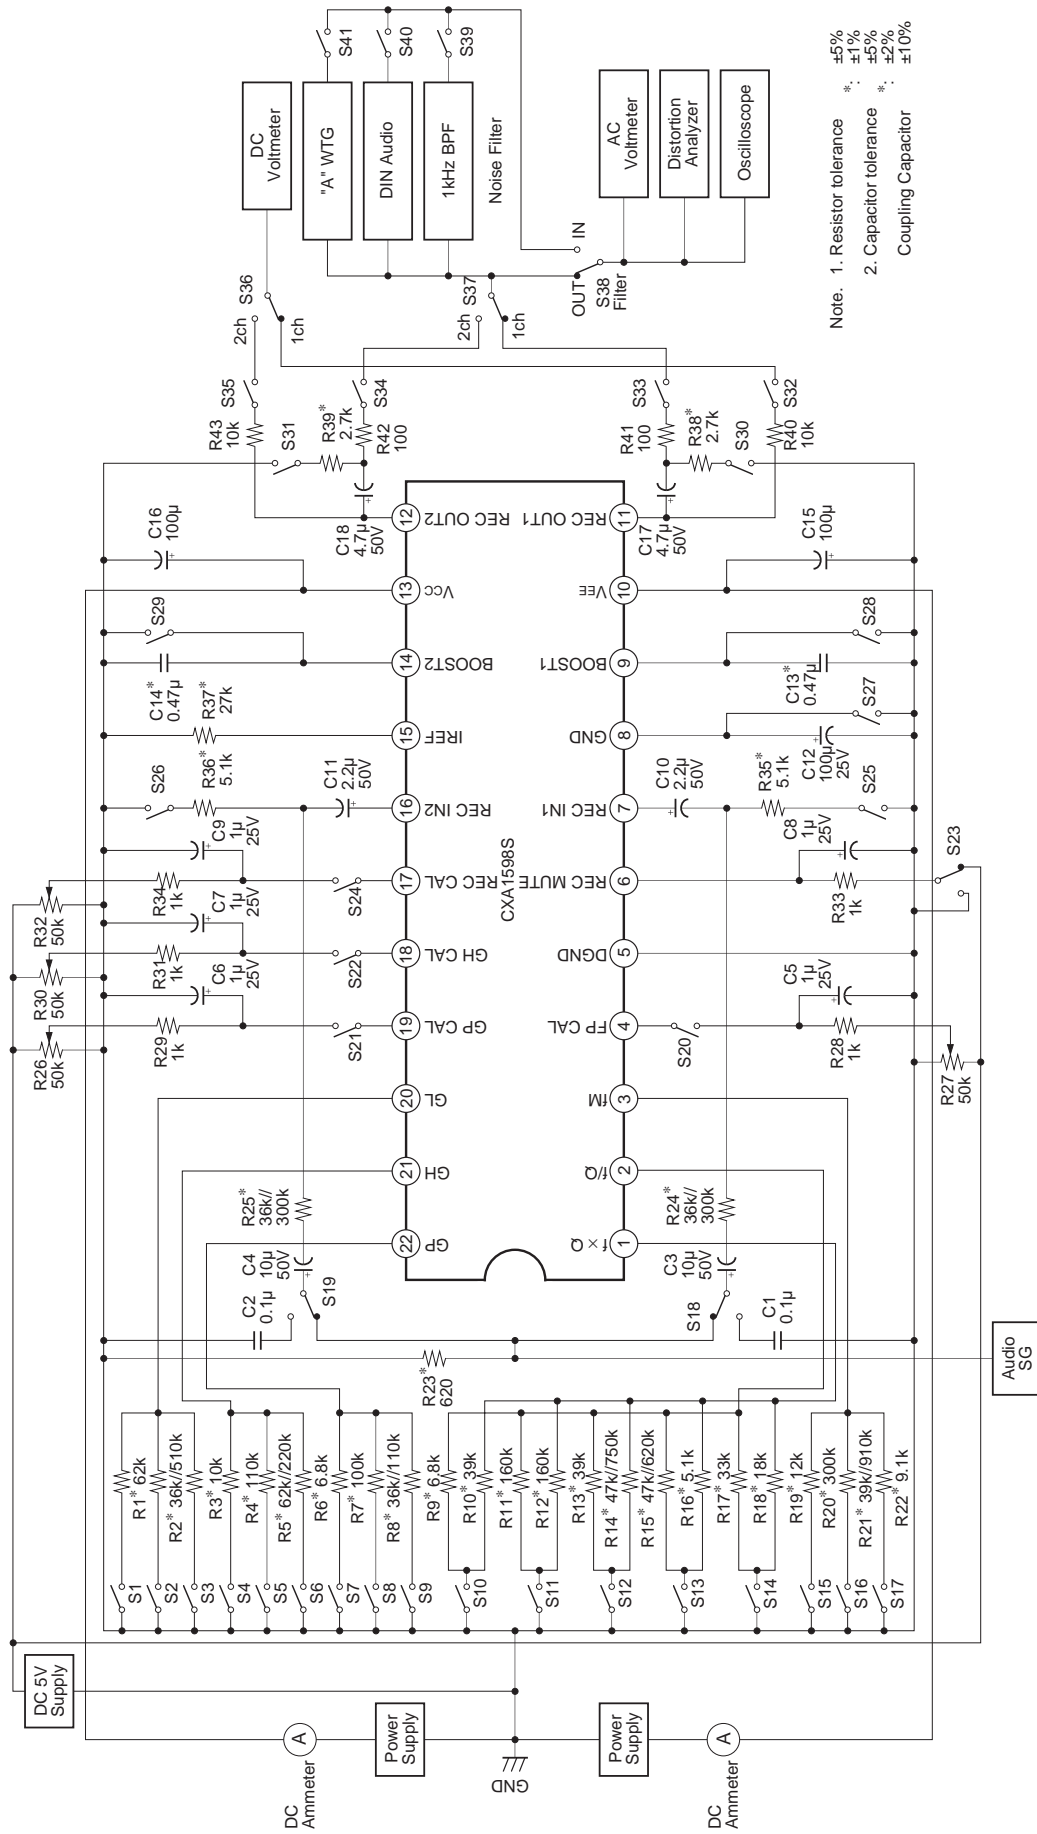 DC 5V
Supply
DC
Ammeter
A
Power
Supply
GND
Power
Supply
A
DC
Ammeter
S1
S2
S3
S4
S5
S6
S7
S8
S9
S10
S11
S12
S13
S14
S15
S16
S17
R1* 62k
R2* 36k//510k
R3* 10k
R4* 110k
R5* 62k//220k
R6* 6.8k
R7* 100k
R8* 36k//110k
R9* 6.8k
R10* 39k
R11* 160k
R12* 160k
R13* 39k
R14* 47k//750k
R15* 47k//620k
R16* 5.1k
R17* 33k
R18* 18k
R19* 12k
R20* 300k
R21* 39k//910k
R22* 9.1k
R23*
620
Audio
SG
C2
0.1µ
C4
10µ
50V
S19
R25*
36k//
300k
S18
C1
0.1µ
C3
10µ
50V
R24*
36k//
300k
R26
50k
R30
50k
R32
50k
R29
1k
C6
1µ
25V
R31
1k
C7
1µ
25V
R34
1k
C9
1µ
25V
S21
S22
S24
S26
R36*
5.1k
C11
2.2µ
50V
R37*
27k
C14*
0.47µ
S29
C16
100µ
22
21
20
19
18
17
16
15
14
13
12
GP
GH
GL
GP CAL
GH CAL
REC CAL
REC IN2
IREF
BOOST2
VCC
REC OUT2
CXA1598S
f × Q
f/Q
fM
FP CAL
DGND
REC MUTE
REC IN1
GND
BOOST1
VEE
REC OUT1
1
2
3
4
5
6
7
8
9
10
11
S20
R27
50k
R28
1k
C5
1µ
25V
R33
1k
S23
C8
1µ
25V
C10
2.2µ
50V
R35*
5.1k
S25
C12
100µ
25V
S27
C13*
0.47µ
S28
C15
100µ
C18
4.7µ
50V
R43
10k
S35
S31
R39*
2.7k
R42
100
S34
C17
4.7µ
50V
R41
100
S33
R38*
2.7k
S30
R40
10k
S32
2ch
S36
1ch
2ch
S37
1ch
DC
Voltmeter
"A" WTG
DIN Audio
1kHz BPF
Noise Filter
S41
S40
S39
OUT
IN
S38
Filter
AC
Voltmeter
Distortion
Analyzer
Oscilloscope
Note. 1. Resistor tolerance ±5%
*: ±1%
2. Capacitor tolerance ±5%
*: ±2%
Coupling Capacitor ±10%